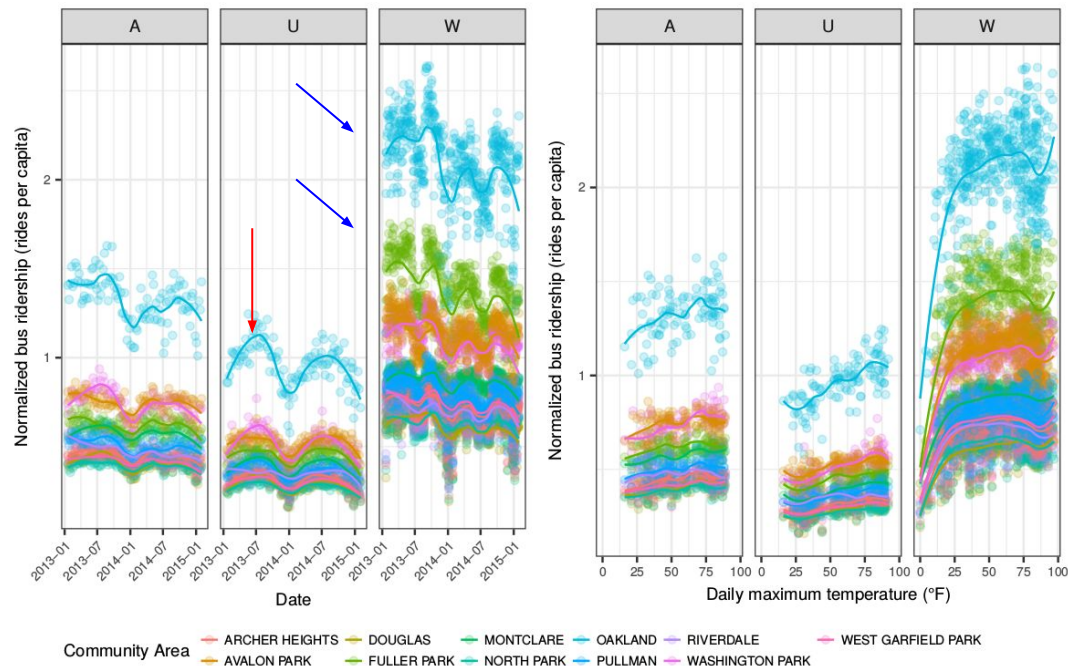 A U W
A U W
Normalized bus ridership (rides per capita)
2
1
2013-01 2013-07 2014-01 2014-07 2015-01
2013-01 2013-07 2014-01 2014-07 2015-01
2013-01 2013-07 2014-01 2014-07 2015-01
Date
Normalized bus ridership (rides per capita)
2
1
0 25 50 75 100
0 25 50 75 100
0 25 50 75 100
Daily maximum temperature (°F)
Community Area
ARCHER HEIGHTS DOUGLAS MONTCLARE OAKLAND RIVERDALE WEST GARFIELD PARK
AVALON PARK FULLER PARK NORTH PARK PULLMAN WASHINGTON PARK